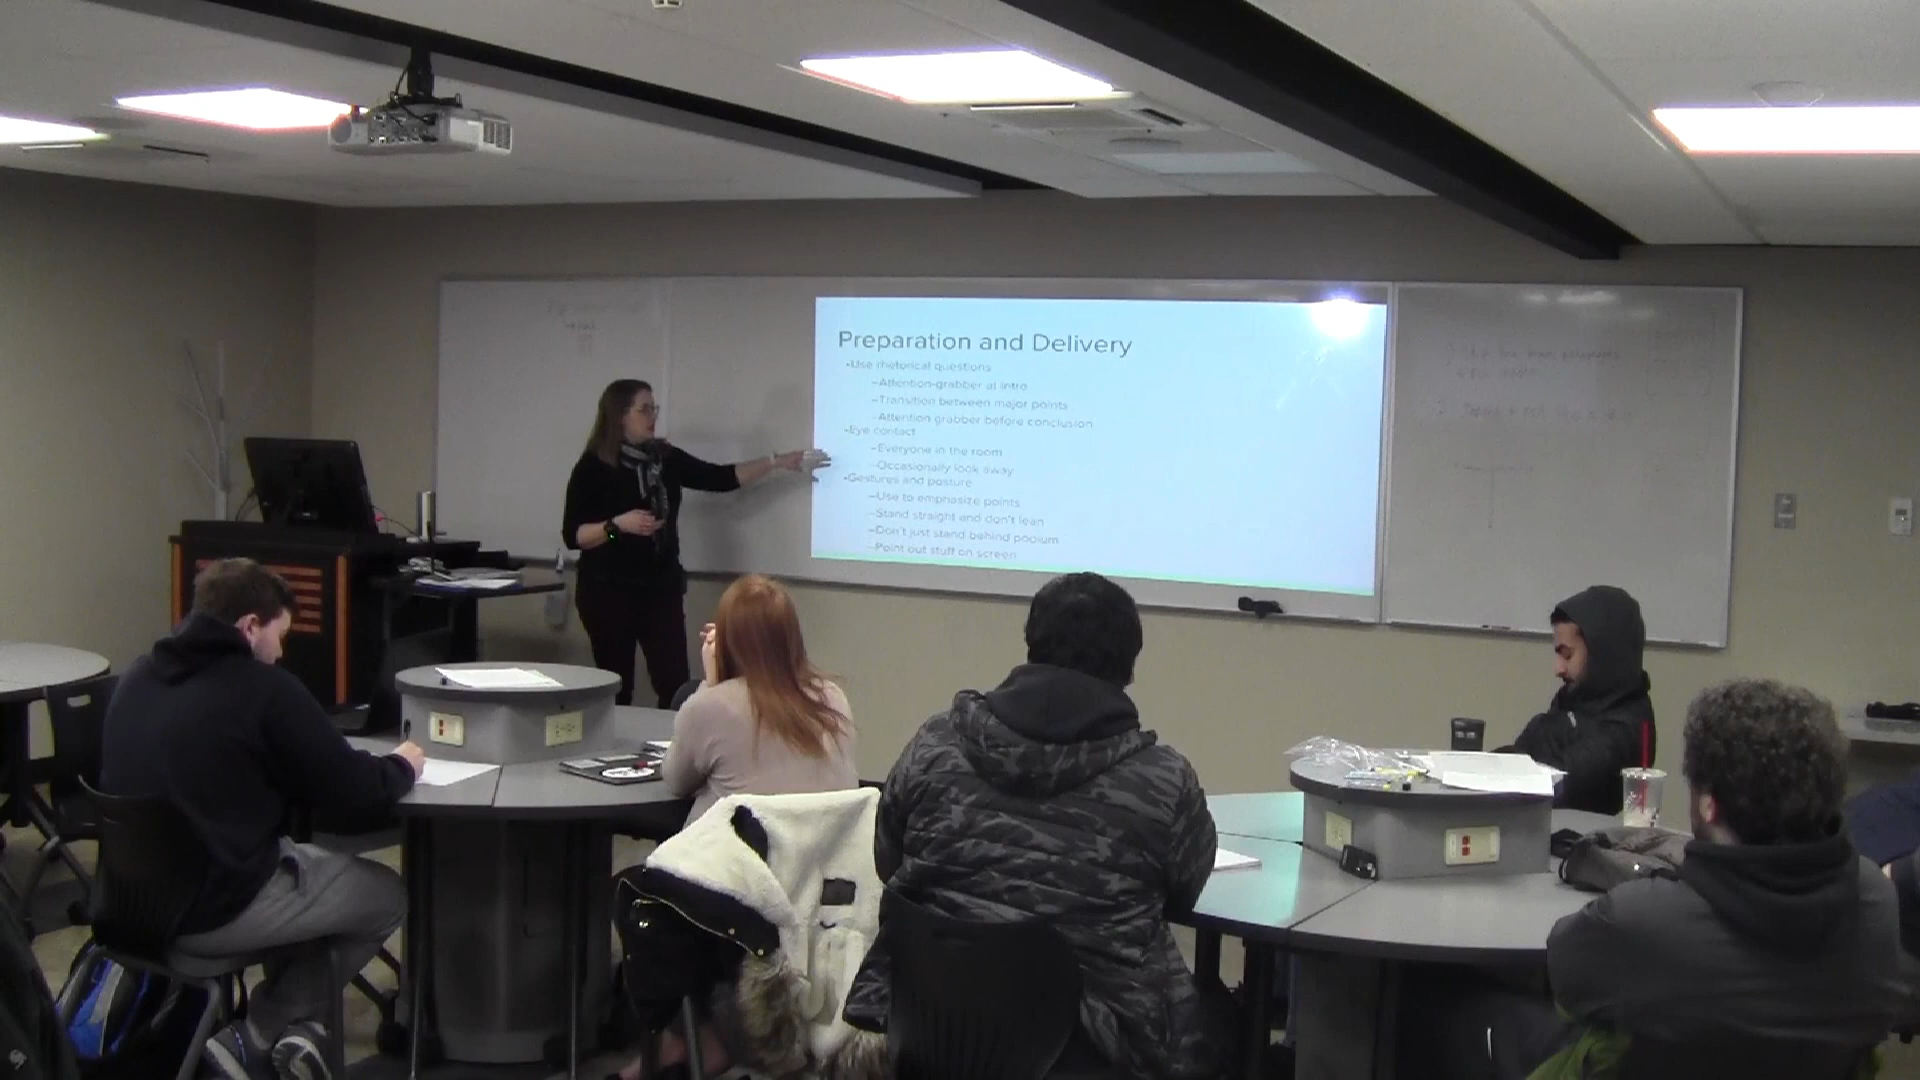 Preparation and Delivery
•Use rhetorical questions
–Attention-grabber at intro
–Transition between major points
–Attention grabber before conclusion
•Eye contact
–Everyone in the room
–Occasionally look away
•Gestures and posture
–Use to emphasize points
–Stand straight and don't lean
–Don't just stand behind podium
–Point out stuff on screen